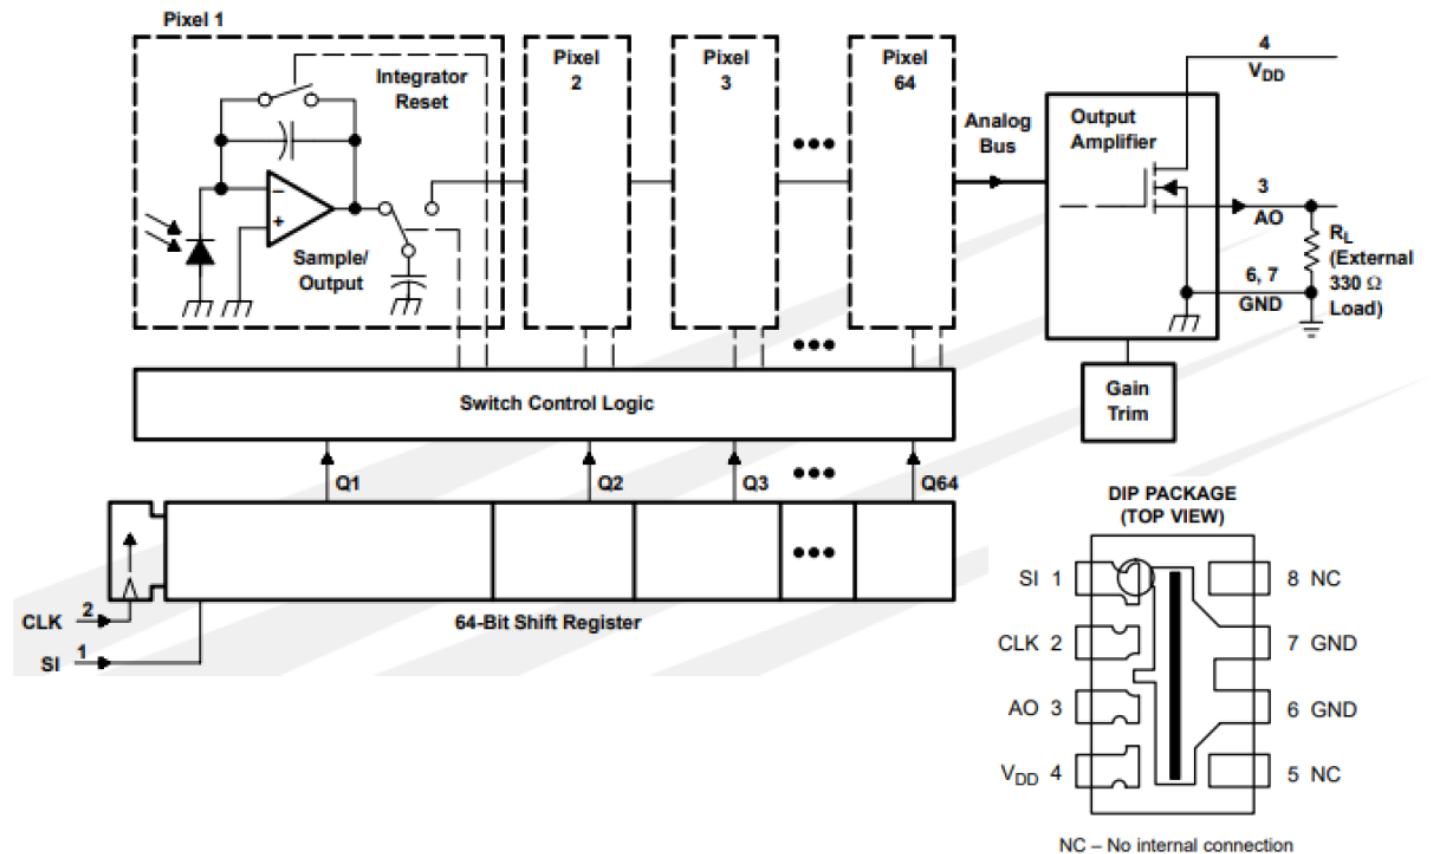 Pixel 1
Integrator
Reset
−
+
Sample/
Output
Pixel
2
Pixel
3
Pixel
64
Analog
Bus
Output
Amplifier
4
VDD
3
AO
RL
(External
330 Ω
Load)
6, 7
GND
Gain
Trim
Switch Control Logic
Q1
Q2
Q3
Q64
CLK 2
SI 1
64-Bit Shift Register
DIP PACKAGE
(TOP VIEW)
SI 1
8 NC
CLK 2
7 GND
AO 3
6 GND
VDD 4
5 NC
NC – No internal connection